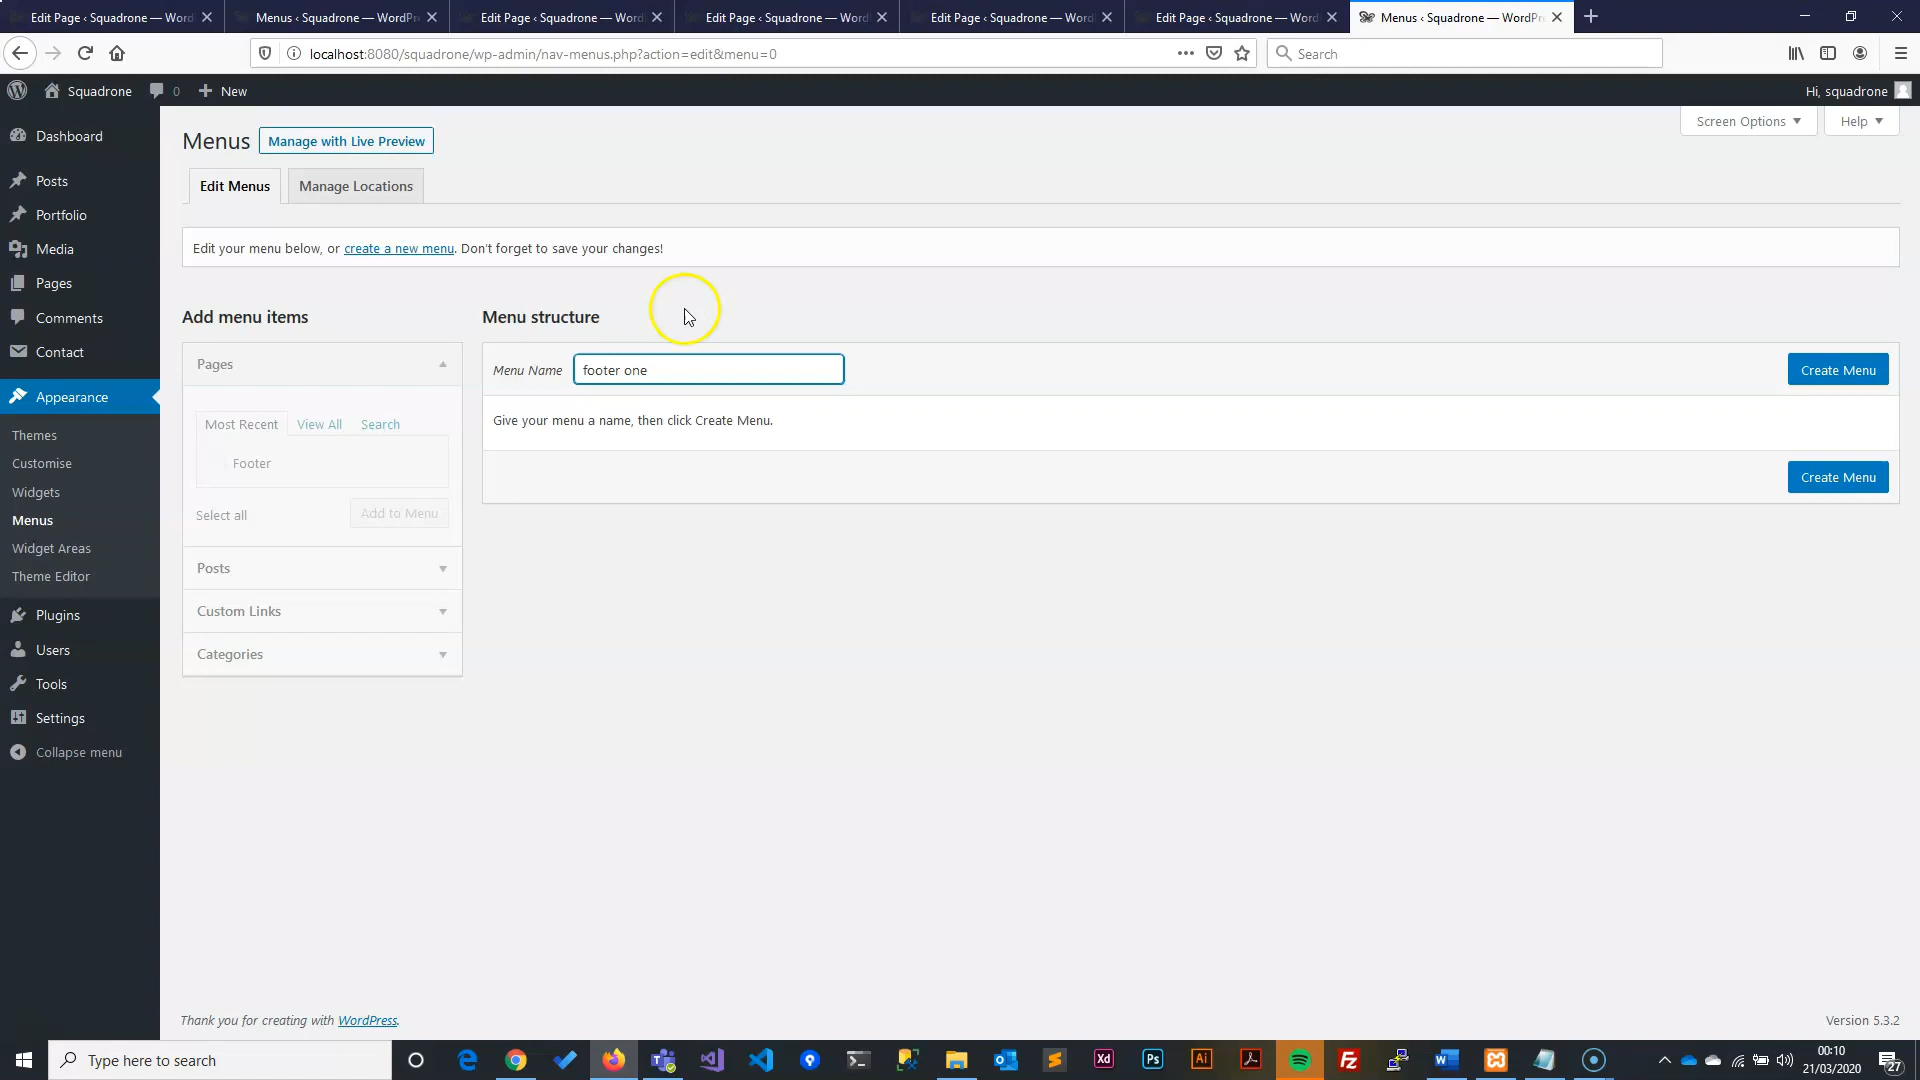 Edit Page ‹ Squadrone — Word
Menus ‹ Squadrone — WordPr
Edit Page ‹ Squadrone — Word
Edit Page ‹ Squadrone — Word
Edit Page ‹ Squadrone — Word
Edit Page ‹ Squadrone — Word
Menus ‹ Squadrone — WordPre
localhost:8080/squadrone/wp-admin/nav-menus.php?action=edit&menu=0
Search
Squadrone
0
New
Hi, squadrone
Screen Options
Help
Menus
Manage with Live Preview
Edit Menus
Manage Locations
Edit your menu below, or create a new menu. Don't forget to save your changes!
Dashboard
Posts
Portfolio
Media
Pages
Comments
Contact
Appearance
Themes
Customise
Widgets
Menus
Widget Areas
Theme Editor
Plugins
Users
Tools
Settings
Collapse menu
Add menu items
Pages
Most Recent
View All
Search
Footer
Select all
Add to Menu
Posts
Custom Links
Categories
Menu structure
Menu Name
footer one
Create Menu
Give your menu a name, then click Create Menu.
Create Menu
Thank you for creating with WordPress.
Version 5.3.2
Type here to search
Xd
Ps
Ai
Fz
00:10
21/03/2020
27